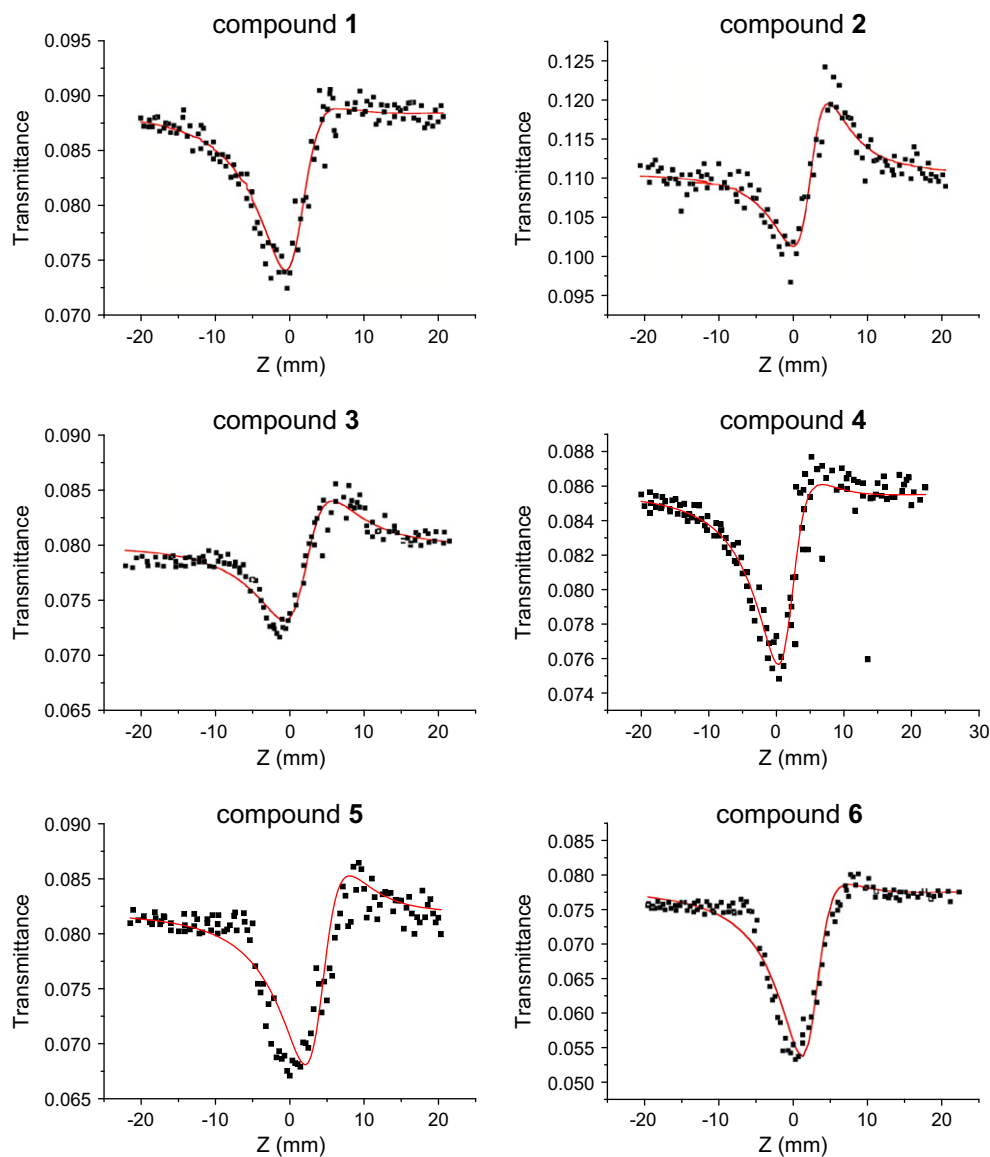 compound 1
0.095
0.090
0.085
0.080
0.075
0.070
Transmittance
-20 -10 0 10 20
Z (mm)
compound 2
0.125
0.120
0.115
0.110
0.105
0.100
0.095
Transmittance
-20 -10 0 10 20
Z (mm)
compound 3
0.090
0.085
0.080
0.075
0.070
0.065
Transmittance
-20 -10 0 10 20
Z (mm)
compound 4
0.088
0.086
0.084
0.082
0.080
0.078
0.076
0.074
Transmittance
-20 -10 0 10 20 30
Z (mm)
compound 5
0.090
0.085
0.080
0.075
0.070
0.065
Transmittance
-20 -10 0 10 20
Z (mm)
compound 6
0.085
0.080
0.075
0.070
0.065
0.060
0.055
0.050
Transmittance
-20 -10 0 10 20
Z (mm)